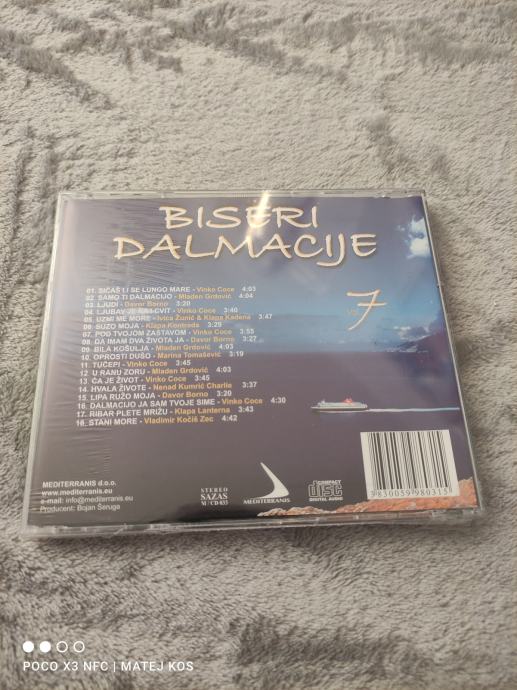 BISERI
DALMACIJE
7
01. SIČAŠ LI SE LUNGO MARE - Vinko Coce 4:03
02. SAMO TI DALMACIJO - Mladen Grdović 4:04
03. LJUDI - Davor Borno 3:20
04. LJUBAV JE NAJ CVIT - Vinko Coce 3:40
05. UZMI ME MORE - Ivica Zunić & Klapa Kadena 3:47
06. SUZO MOJA - Klapa Kontrada 3:29
07. POD TVOJOM ZASTAVOM - Vinko Coce 3:55
08. DA IMAM DVA ŽIVOTA JA - Davor Borno 3:27
09. BILA KOŠULJA - Mladen Grdović 4:03
10. OPROSTI DUŠO - Marina Tomašević 3:19
11. TUČEPI - Vinko Coce 3:45
12. U RANU ZORU - Mladen Grdović 4:03
13. ČA JE ŽIVOT - Vinko Coce 3:45
14. HVALA ŽIVOTE - Nenad Kumrić Charlie 3:37
15. LIPA RUŽO MOJA - Davor Borno 3:20
16. DALMACIJO JA SAM TVOJE SIME - Vinko Coce 4:30
17. RIBAR PLETE MRIŽU - Klapa Lanterna 3:43
18. STANI MORE - Vladimir Kočiš Zec 4:42
MEDITERRANIS d.o.o.
www.mediterranis.eu
e-mail: info@mediterranis.eu
Producent: Bojan Šeruga
STEREO
SAZAS
M/CD 033
MEDITERRANIS
COMPACT
disc
DIGITAL AUDIO
3830059980315
POCO X3 NFC | MATEJ KOS